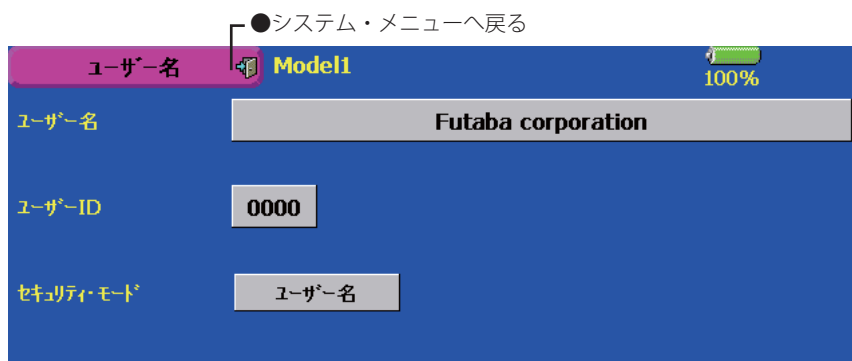 ●システム・メニューへ戻る
ユーザー名 Model1 100%
ユーザー名 Futaba corporation
ユーザーID 0000
セキュリティ・モード ユーザー名